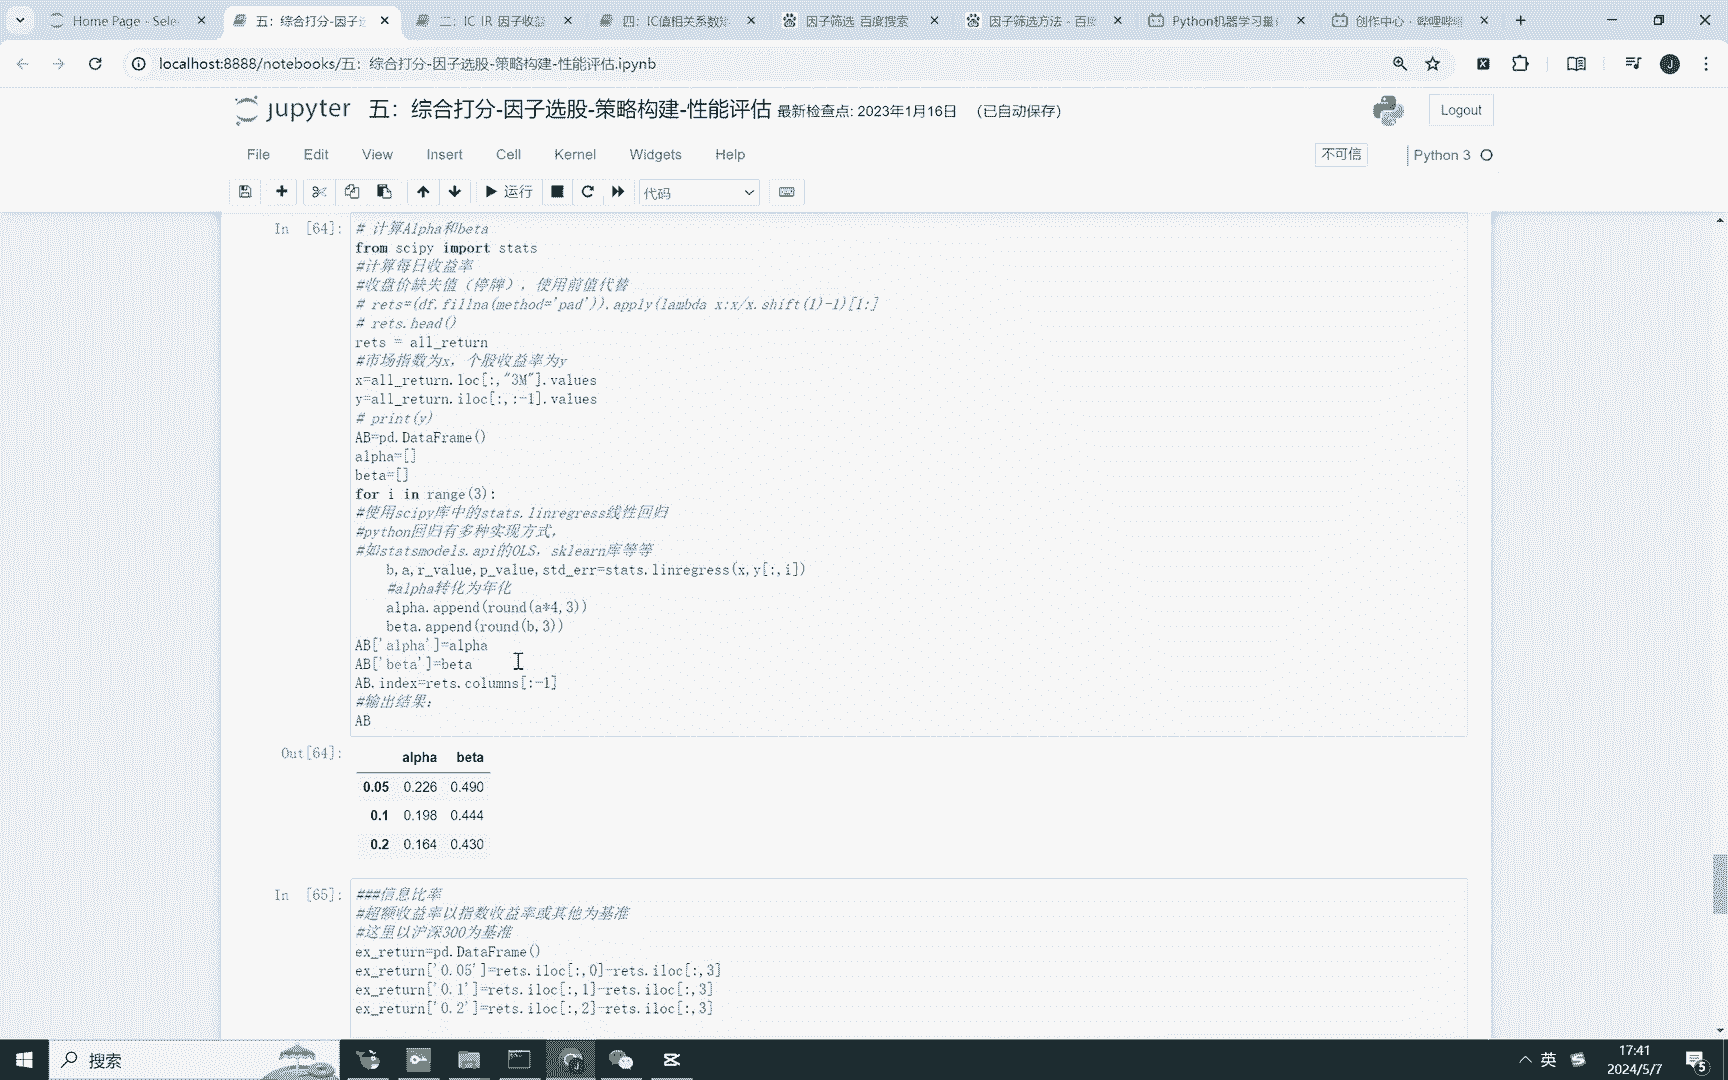 Home Page - Sele
五：综合打分-因子选
二：IC IR 因子收益
四：IC值相关系数矩
因子筛选_百度搜索
因子筛选方法 - 百度
Python机器学习量化
创作中心 - 哔哩哔哩
localhost:8888/notebooks/五：综合打分-因子选股-策略构建-性能评估.ipynb
jupyter 五：综合打分-因子选股-策略构建-性能评估 最新检查点: 2023年1月16日 （已自动保存）
Logout
File Edit View Insert Cell Kernel Widgets Help
不可信 Python 3
运行 代码
In [64]:
# 计算Alpha和beta
from scipy import stats
#计算每日收益率
#收盘价缺失值（停牌），使用前值代替
# rets=(df.fillna(method='pad')).apply(lambda x:x/x.shift(1)-1)[1:]
# rets.head()
rets = all_return
#市场指数为x，个股收益率为y
x=all_return.loc[:,"3M"].values
y=all_return.iloc[:,:-1].values
# print(y)
AB=pd.DataFrame()
alpha=[]
beta=[]
for i in range(3):
#使用scipy库中的stats.linregress线性回归
#python回归有多种实现方式，
#如statsmodels.api的OLS，sklearn库等等
b,a,r_value,p_value,std_err=stats.linregress(x,y[:,i])
#alpha转化为年化
alpha.append(round(a*4,3))
beta.append(round(b,3))
AB['alpha']=alpha
AB['beta']=beta
AB.index=rets.columns[:-1]
#输出结果：
AB
Out[64]:
alpha beta
0.05 0.226 0.490
0.1 0.198 0.444
0.2 0.164 0.430
In [65]:
###信息比率
#超额收益率以指数收益率或其他为基准
#这里以沪深300为基准
ex_return=pd.DataFrame()
ex_return['0.05']=rets.iloc[:,0]-rets.iloc[:,3]
ex_return['0.1']=rets.iloc[:,1]-rets.iloc[:,3]
ex_return['0.2']=rets.iloc[:,2]-rets.iloc[:,3]
搜索
英
17:41
2024/5/7
5